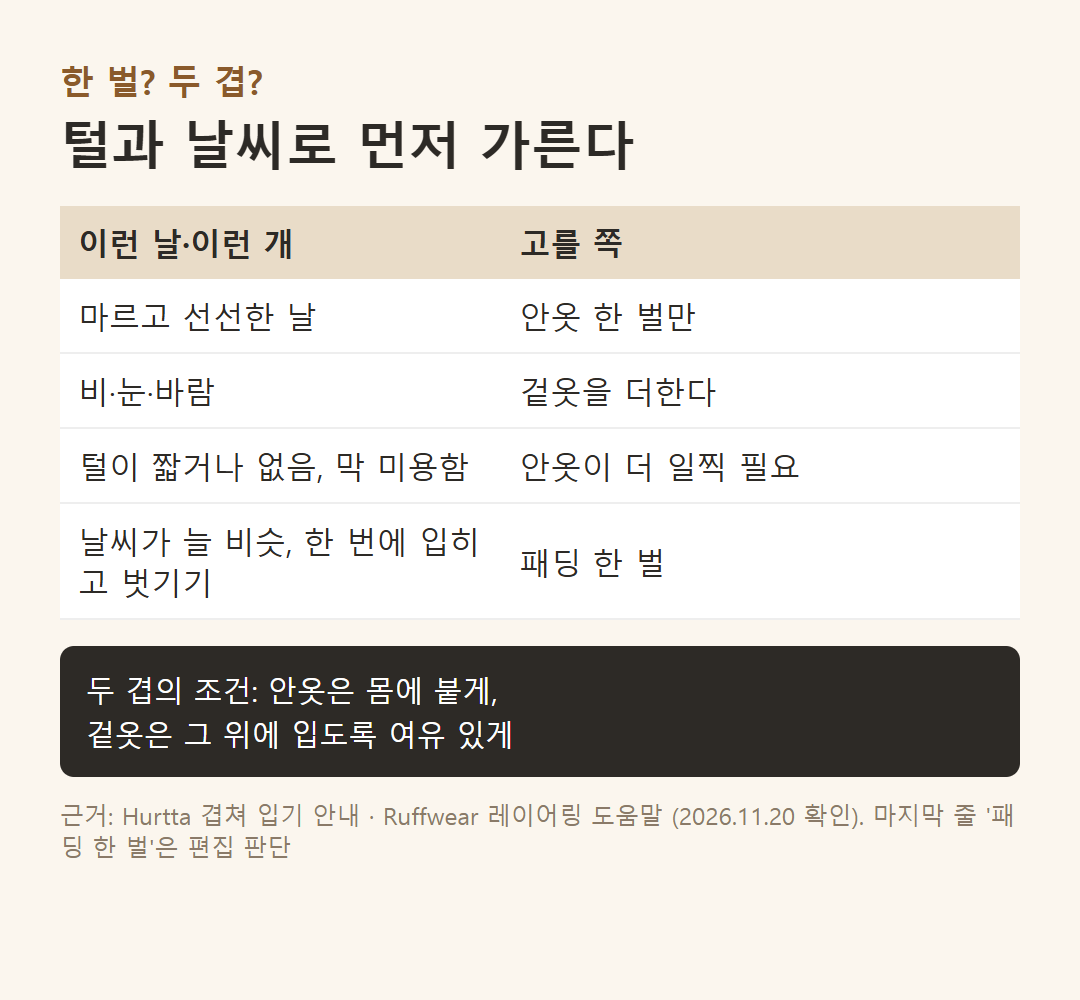 한 벌? 두 겹?
털과 날씨로 먼저 가른다
이런 날·이런 개
고를 쪽
마르고 선선한 날
안옷 한 벌만
비·눈·바람
겉옷을 더한다
털이 짧거나 없음, 막 미용함
안옷이 더 일찍 필요
날씨가 늘 비슷, 한 번에 입히
고 벗기기
패딩 한 벌
두 겹의 조건: 안옷은 몸에 붙게,
겉옷은 그 위에 입도록 여유 있게
근거: Hurtta 겹쳐 입기 안내 · Ruffwear 레이어링 도움말 (2026.11.20 확인). 마지막 줄 '패
딩 한 벌'은 편집 판단